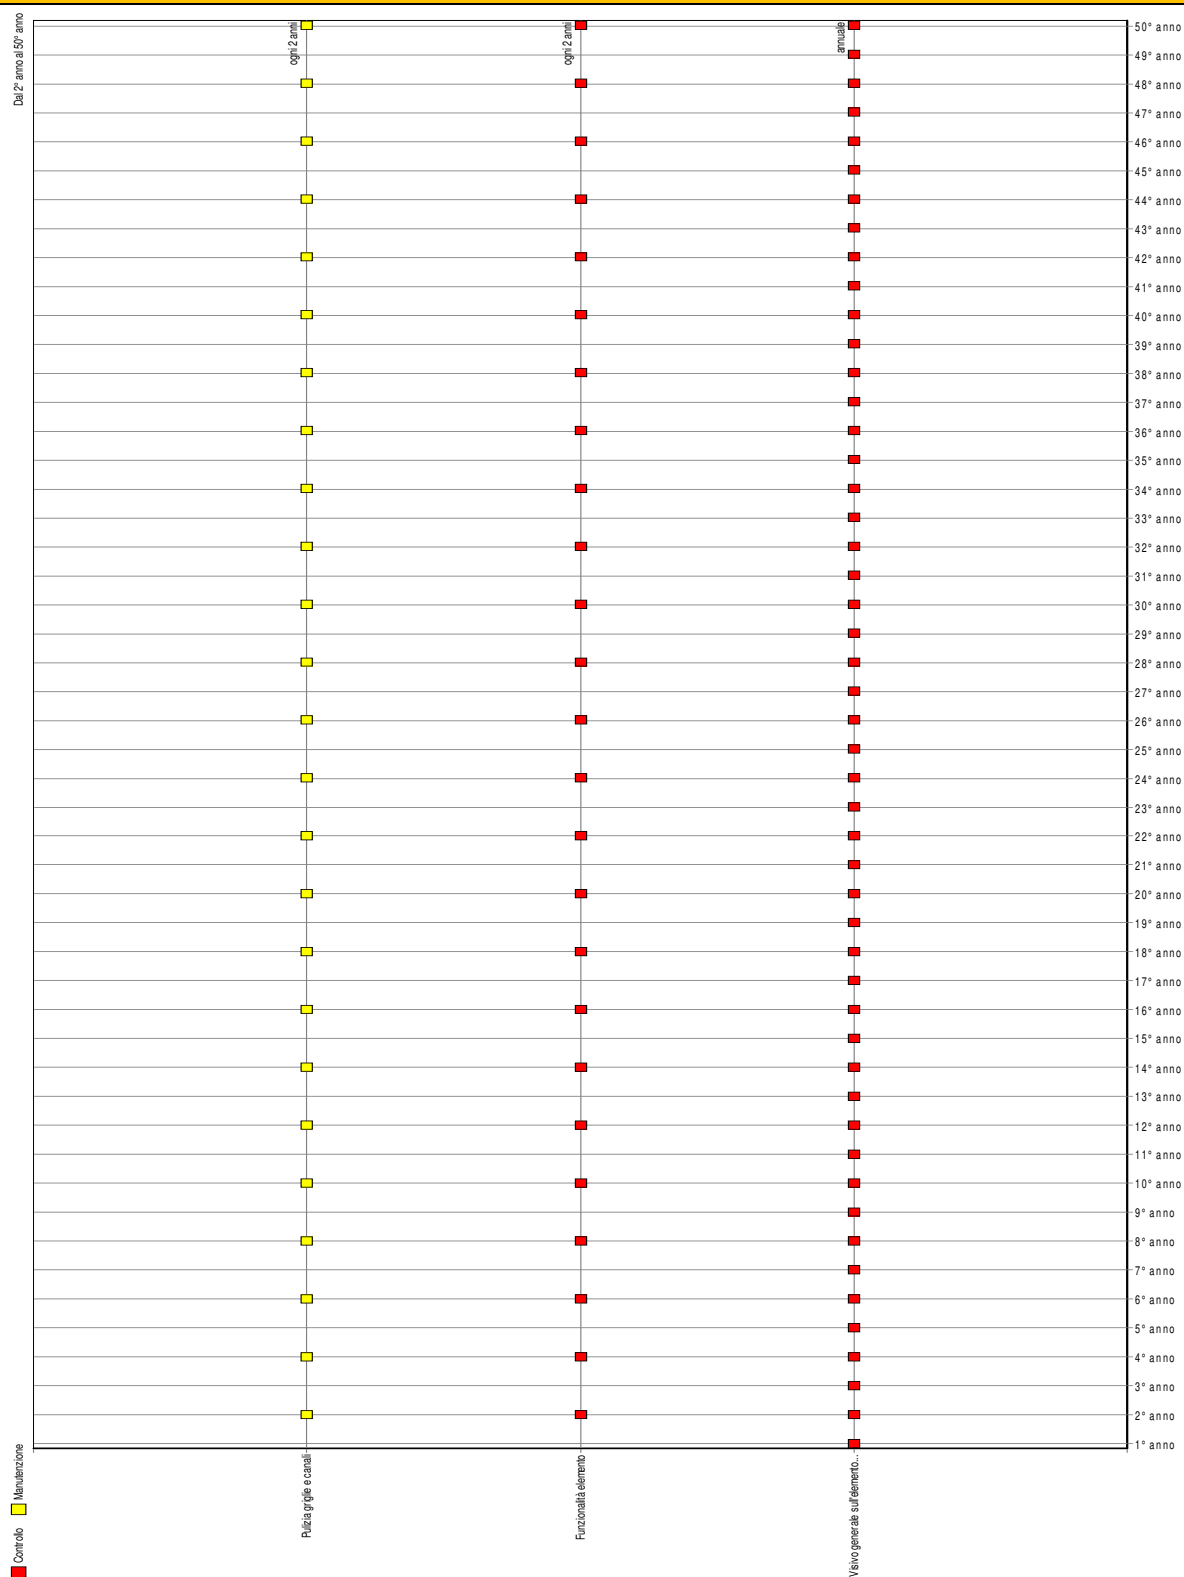 Dal 2° anno al 50° anno
ogni 2 anni
ogni 2 anni
annuale
50° anno
49° anno
48° anno
47° anno
46° anno
45° anno
44° anno
43° anno
42° anno
41° anno
40° anno
39° anno
38° anno
37° anno
36° anno
35° anno
34° anno
33° anno
32° anno
31° anno
30° anno
29° anno
28° anno
27° anno
26° anno
25° anno
24° anno
23° anno
22° anno
21° anno
20° anno
19° anno
18° anno
17° anno
16° anno
15° anno
14° anno
13° anno
12° anno
11° anno
10° anno
9° anno
8° anno
7° anno
6° anno
5° anno
4° anno
3° anno
2° anno
1° anno
Pulizia griglie e canali
Funzionalità elemento
Visivo generale sull'elemento...
Controllo
Manutenzione